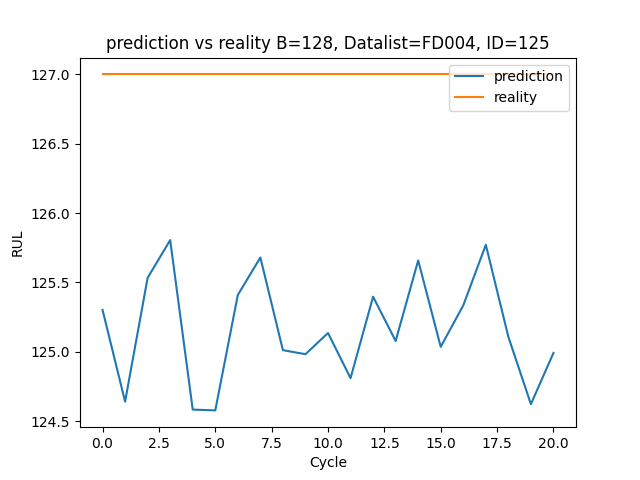 prediction vs reality B=128, Datalist=FD004, ID=125
127.0
126.5
126.0
125.5
125.0
124.5
RUL
prediction
reality
0.0 2.5 5.0 7.5 10.0 12.5 15.0 17.5 20.0
Cycle